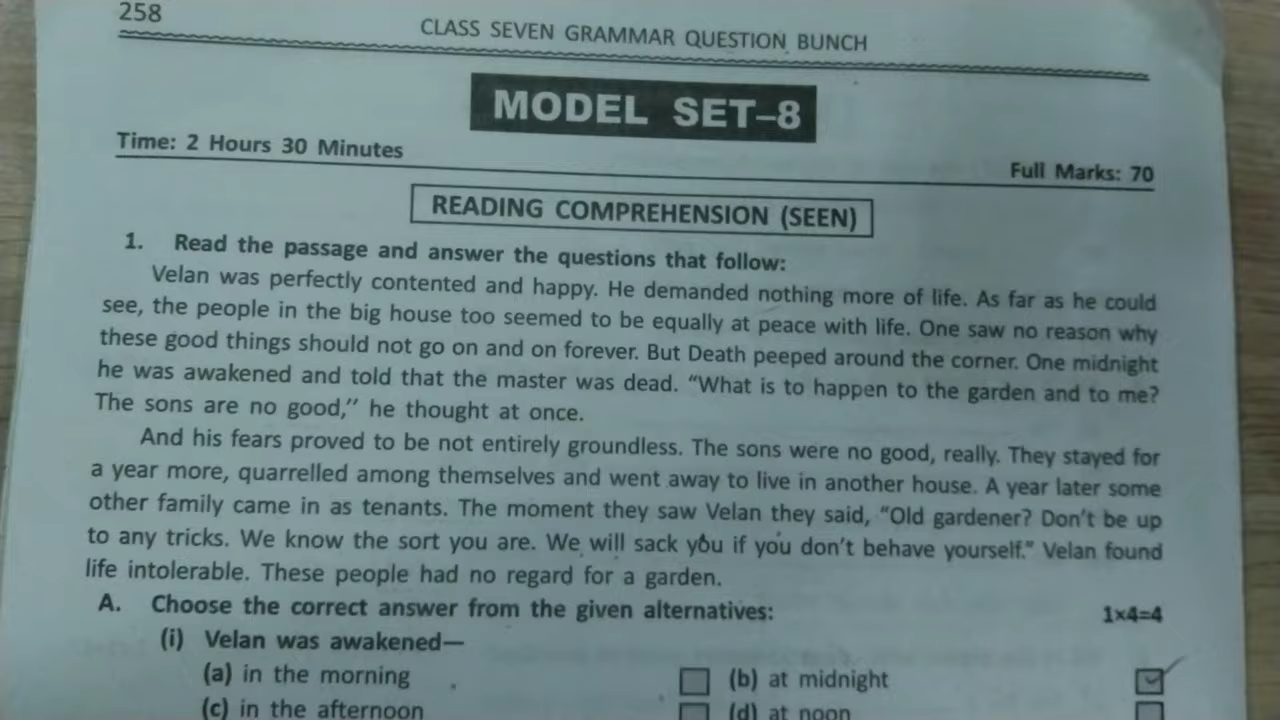 258
CLASS SEVEN GRAMMAR QUESTION BUNCH
MODEL SET–8
Time: 2 Hours 30 Minutes
Full Marks: 70
READING COMPREHENSION (SEEN)
1. Read the passage and answer the questions that follow:
Velan was perfectly contented and happy. He demanded nothing more of life. As far as he could
see, the people in the big house too seemed to be equally at peace with life. One saw no reason why
these good things should not go on and on forever. But Death peeped around the corner. One midnight
he was awakened and told that the master was dead. “What is to happen to the garden and to me?
The sons are no good,’’ he thought at once.
And his fears proved to be not entirely groundless. The sons were no good, really. They stayed for
a year more, quarrelled among themselves and went away to live in another house. A year later some
other family came in as tenants. The moment they saw Velan they said, “Old gardener? Don’t be up
to any tricks. We know the sort you are. We will sack you if you don’t behave yourself.” Velan found
life intolerable. These people had no regard for a garden.
A. Choose the correct answer from the given alternatives: 1×4=4
(i) Velan was awakened—
(a) in the morning (b) at midnight
(c) in the afternoon (d) at noon